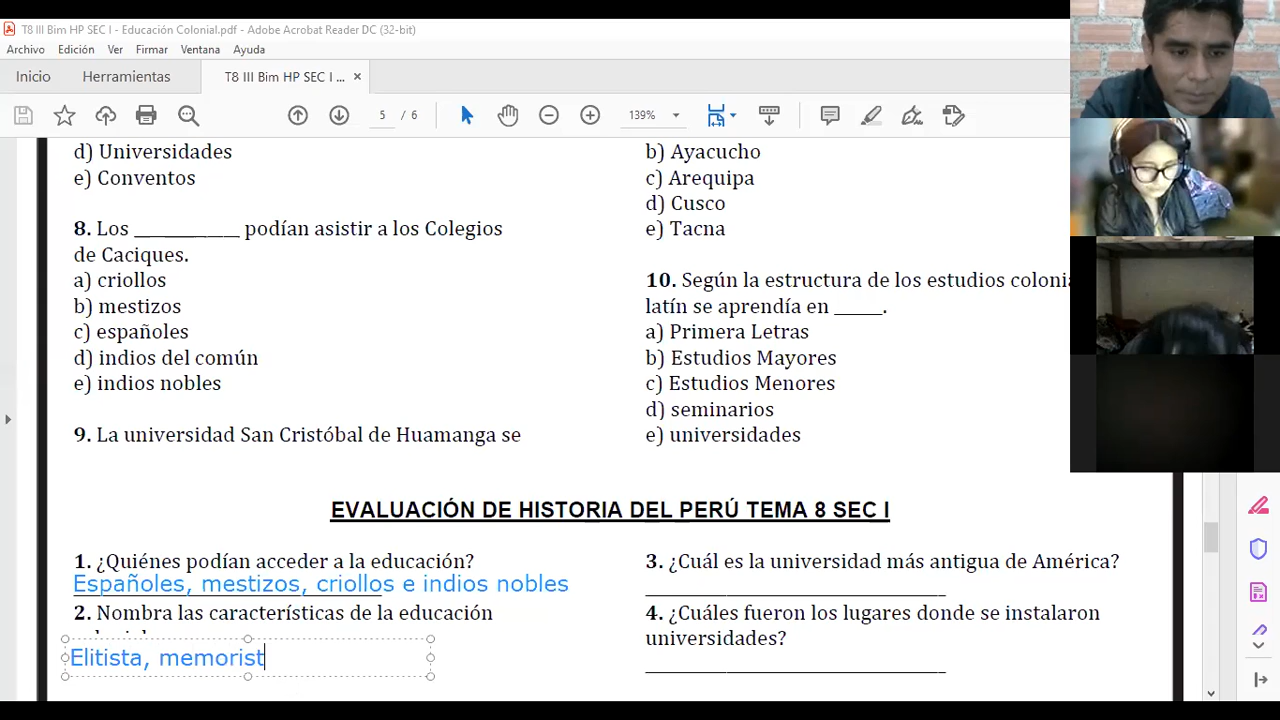 T8 III Bim HP SEC I - Educación Colonial.pdf - Adobe Acrobat Reader DC (32-bit)
Archivo Edición Ver Firmar Ventana Ayuda
Inicio Herramientas T8 III Bim HP SEC I ... ×
5 / 6 139%
d) Universidades
e) Conventos
8. Los __________ podían asistir a los Colegios
de Caciques.
a) criollos
b) mestizos
c) españoles
d) indios del común
e) indios nobles
9. La universidad San Cristóbal de Huamanga se
b) Ayacucho
c) Arequipa
d) Cusco
e) Tacna
10. Según la estructura de los estudios
latín se aprendía en _____.
a) Primera Letras
b) Estudios Mayores
c) Estudios Menores
d) seminarios
e) universidades
EVALUACIÓN DE HISTORIA DEL PERÚ TEMA 8 SEC I
1. ¿Quiénes podían acceder a la educación?
Españoles, mestizos, criollos e indios nobles
2. Nombra las características de la educación
Elitista, memorist
3. ¿Cuál es la universidad más antigua de América?
4. ¿Cuáles fueron los lugares donde se instalaron
universidades?